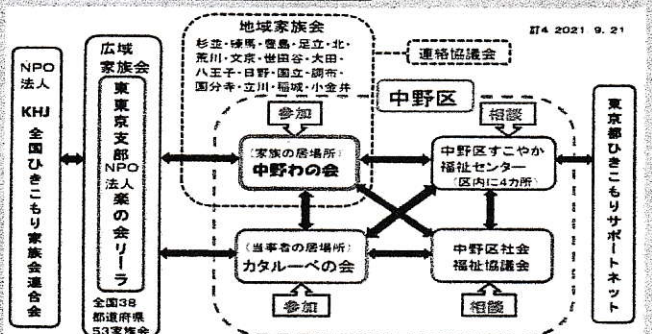 訂4 2021 9. 21
NPO
法人
KHJ
全国ひきこもり家族会連合会
広域
家族会
東東京支部
NPO
法人
楽の会リーラ
全国38
都道府県
53家族会
地域家族会
杉並・練馬・豊島・足立・北・
荒川・文京・世田谷・大田・
八王子・日野・国立・調布・
国分寺・立川・稲城・小金井
連絡協議会
中野区
参加
(家族の居場所)
中野わの会
相談
中野区すこやか
福祉センター
(区内に4カ所)
(当事者の居場所)
カタルーベの会
参加
中野区社会
福祉協議会
相談
東京都ひきこもりサポートネット